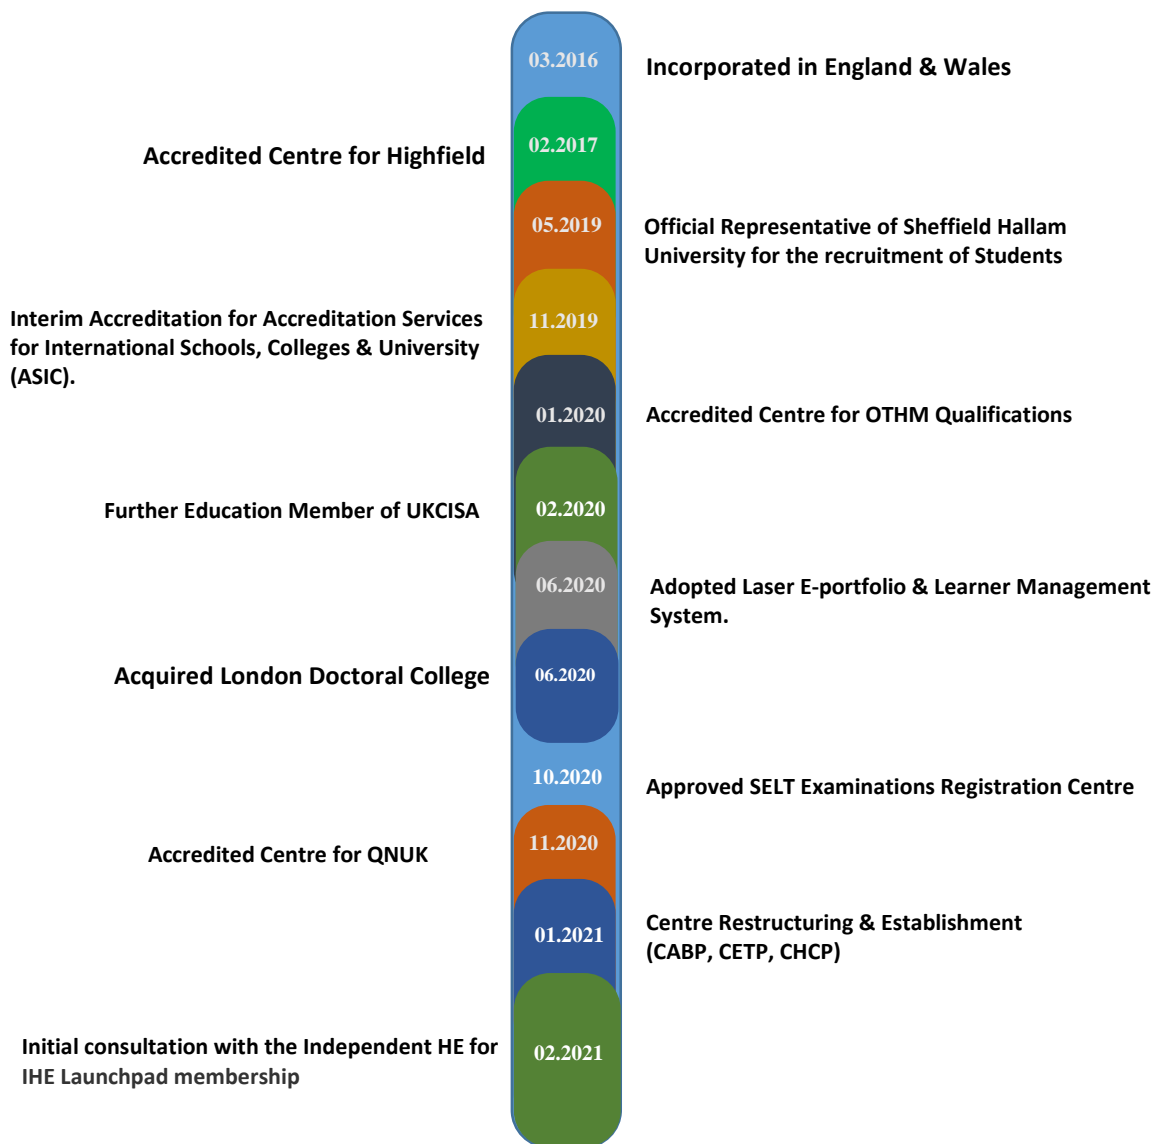 03.2016
Incorporated in England & Wales
Accredited Centre for Highfield
02.2017
05.2019
Official Representative of Sheffield Hallam
University for the recruitment of Students
Interim Accreditation for Accreditation Services
for International Schools, Colleges & University
(ASIC).
11.2019
01.2020
Accredited Centre for OTHM Qualifications
Further Education Member of UKCISA
02.2020
06.2020
Adopted Laser E-portfolio & Learner Management
System.
Acquired London Doctoral College
06.2020
10.2020
Approved SELT Examinations Registration Centre
Accredited Centre for QNUK
11.2020
01.2021
Centre Restructuring & Establishment
(CABP, CETP, CHCP)
Initial consultation with the Independent HE for
IHE Launchpad membership
02.2021